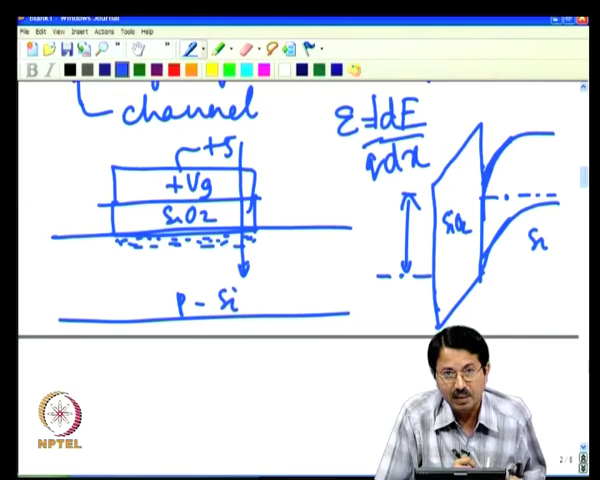 Blank1 - Windows Journal
File Edit View Insert Actions Tools Help
B I
channel
+5
+Vg
SiO2
p - Si
ε = 1 dE
q dx
SiO2
Si
NPTEL
2 / 8